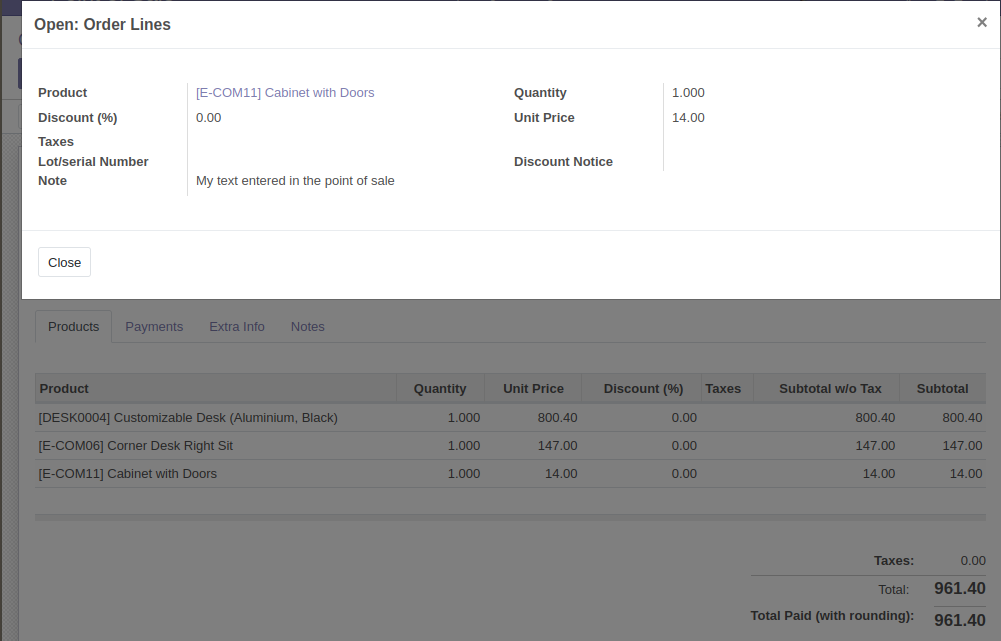 Open: Order Lines ×
Product [E-COM11] Cabinet with Doors Quantity 1.000
Discount (%) 0.00 Unit Price 14.00
Taxes
Lot/serial Number Discount Notice
Note My text entered in the point of sale
Close
Products Payments Extra Info Notes
Product Quantity Unit Price Discount (%) Taxes Subtotal w/o Tax Subtotal
[DESK0004] Customizable Desk (Aluminium, Black) 1.000 800.40 0.00 800.40 800.40
[E-COM06] Corner Desk Right Sit 1.000 147.00 0.00 147.00 147.00
[E-COM11] Cabinet with Doors 1.000 14.00 0.00 14.00 14.00
Taxes: 0.00
Total: 961.40
Total Paid (with rounding): 961.40